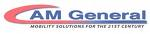 AM General
MOBILITY SOLUTIONS FOR THE 21ST CENTURY